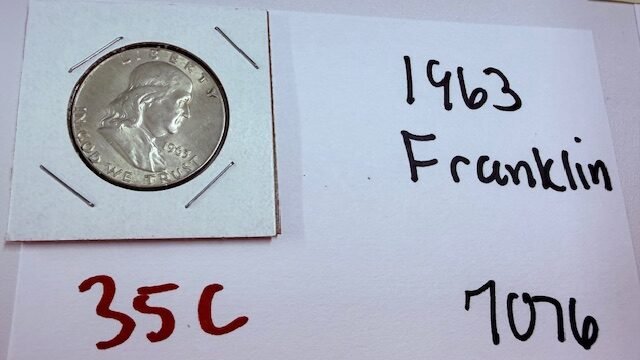 LIBERTY
IN GOD WE TRUST
1963
1963
Franklin
35C
7076